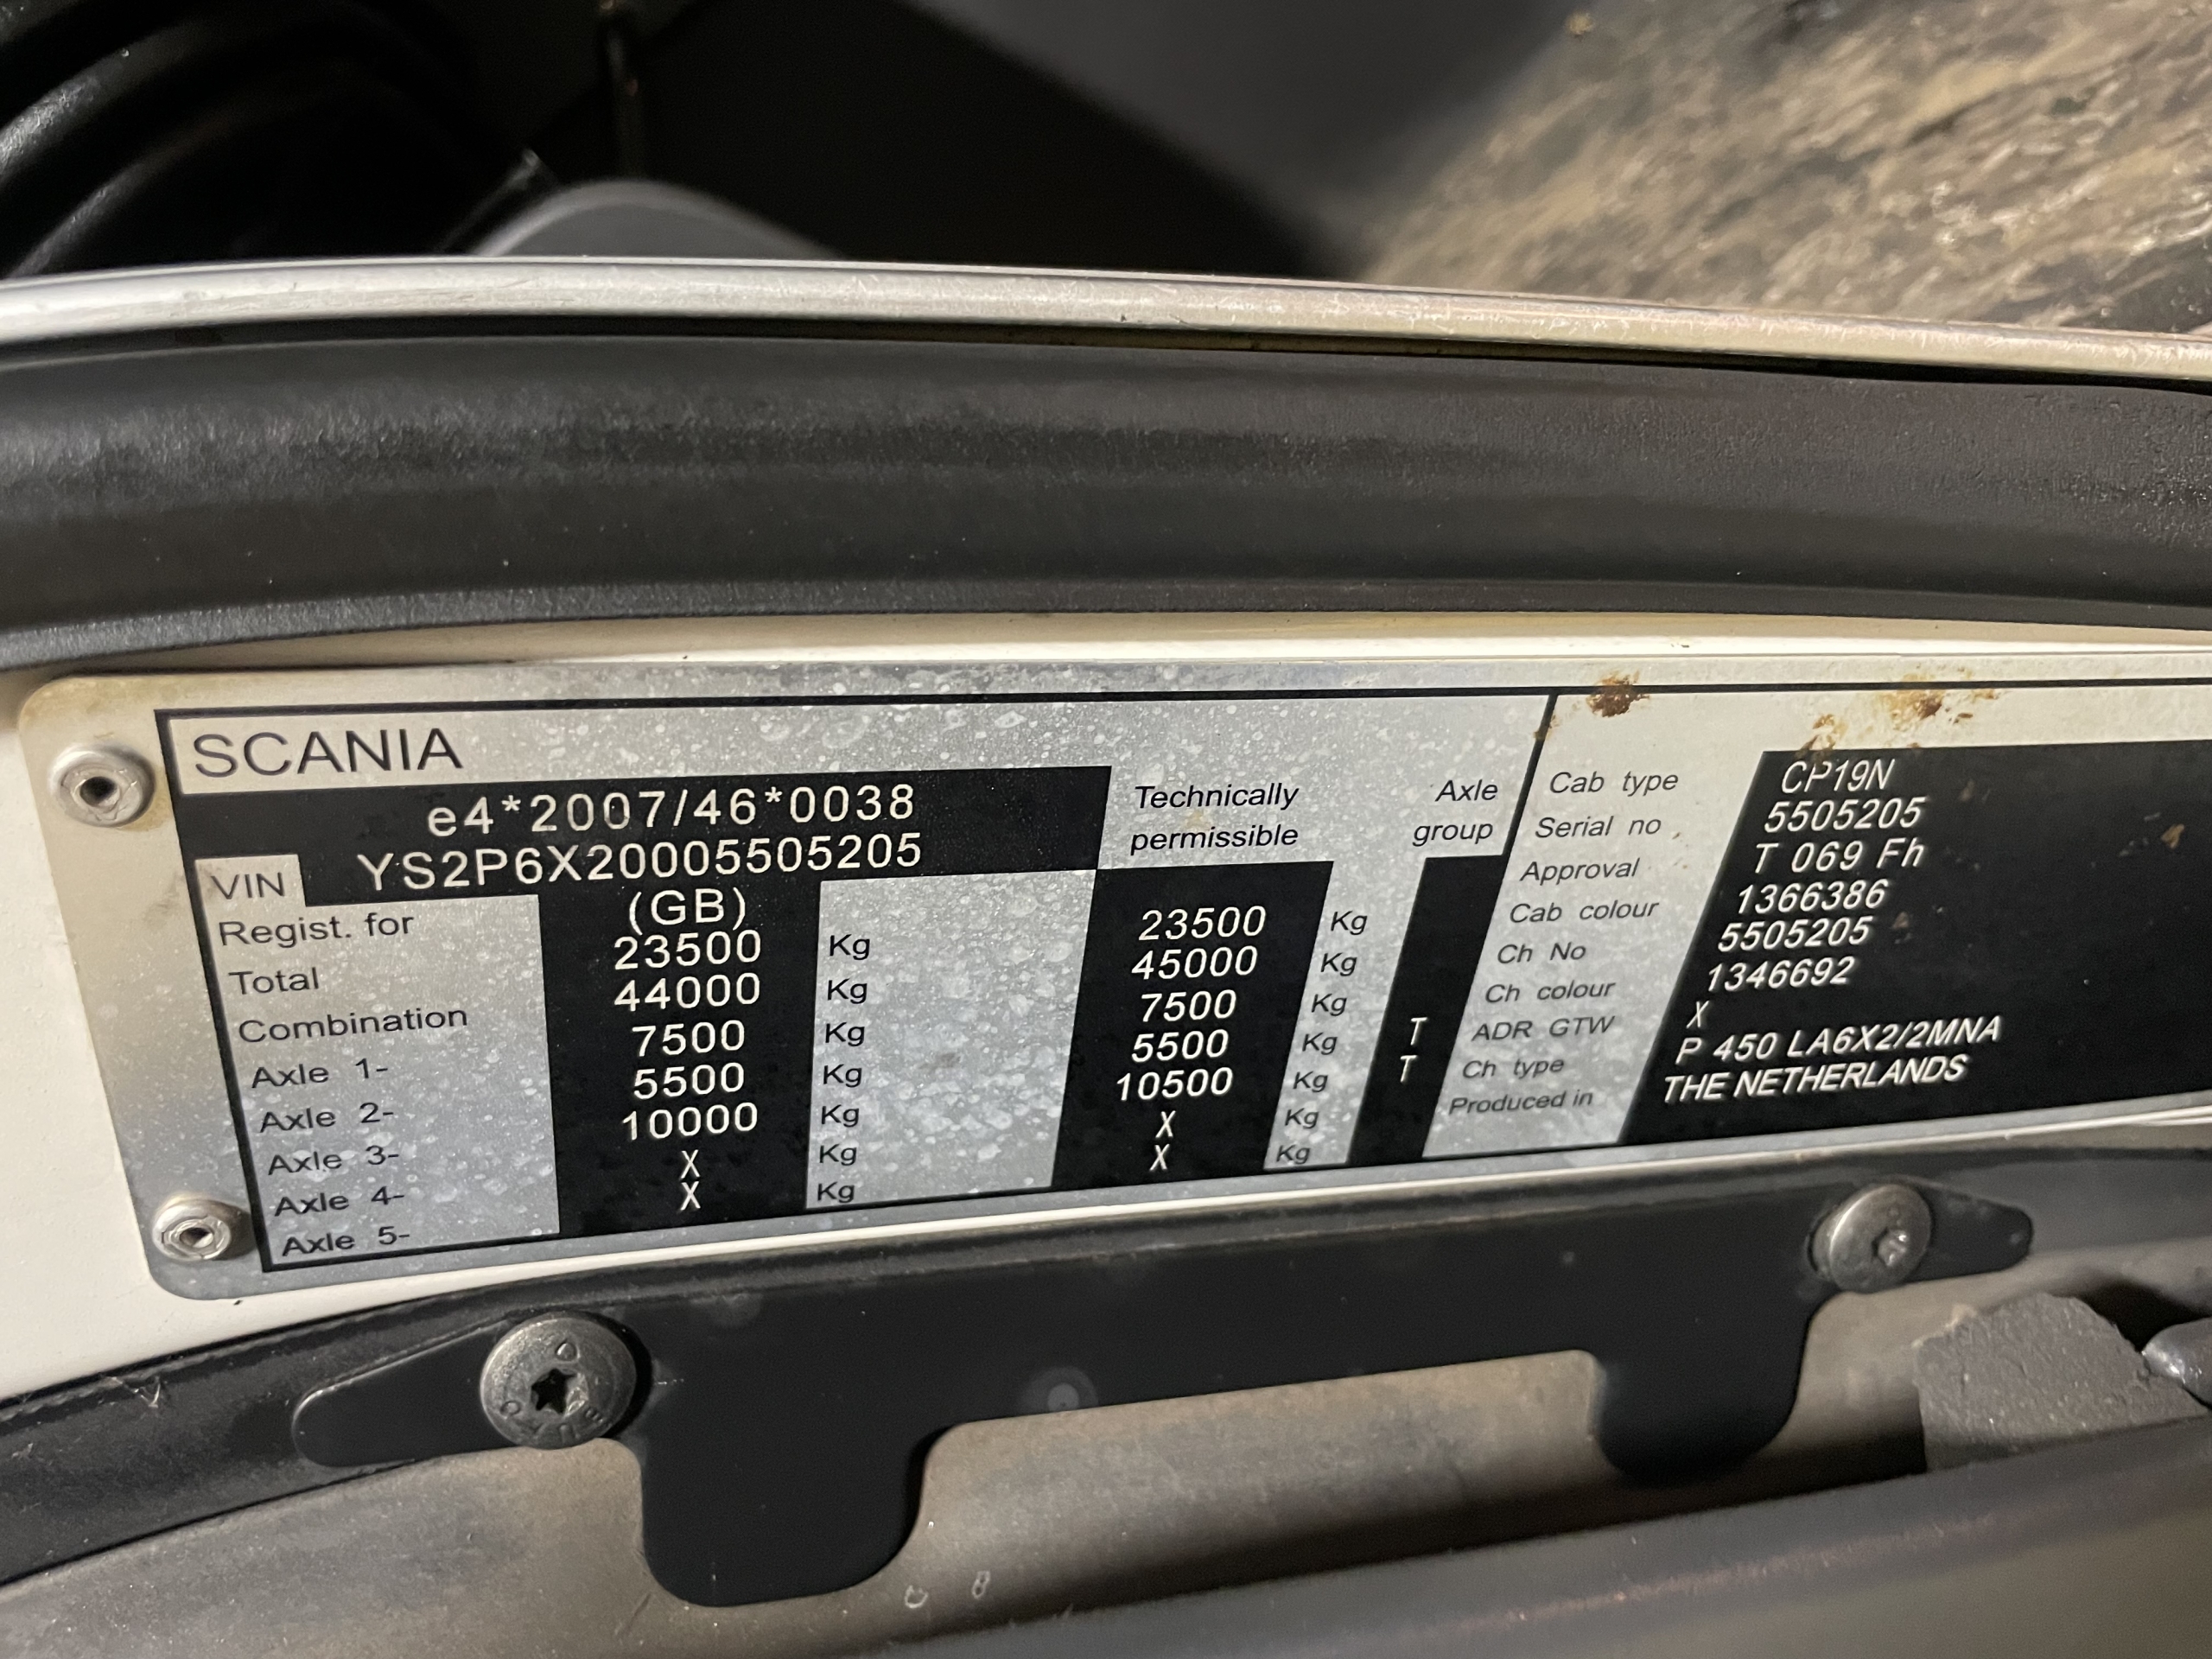 SCANIA
e4*2007/46*0038
VIN YS2P6X20005505205
Technically permissible
Axle group
Regist. for (GB)
Total 23500 Kg 23500 Kg
Combination 44000 Kg 45000 Kg
Axle 1- 7500 Kg 7500 Kg
Axle 2- 5500 Kg 5500 Kg T
Axle 3- 10000 Kg 10500 Kg T
Axle 4- X Kg X Kg
Axle 5- X Kg X Kg
Cab type CP19N
Serial no 5505205
Approval T 069 Fh
Cab colour 1366386
Ch No 5505205
Ch colour 1346692
ADR GTW X
Ch type P 450 LA6X2/2MNA
Produced in THE NETHERLANDS